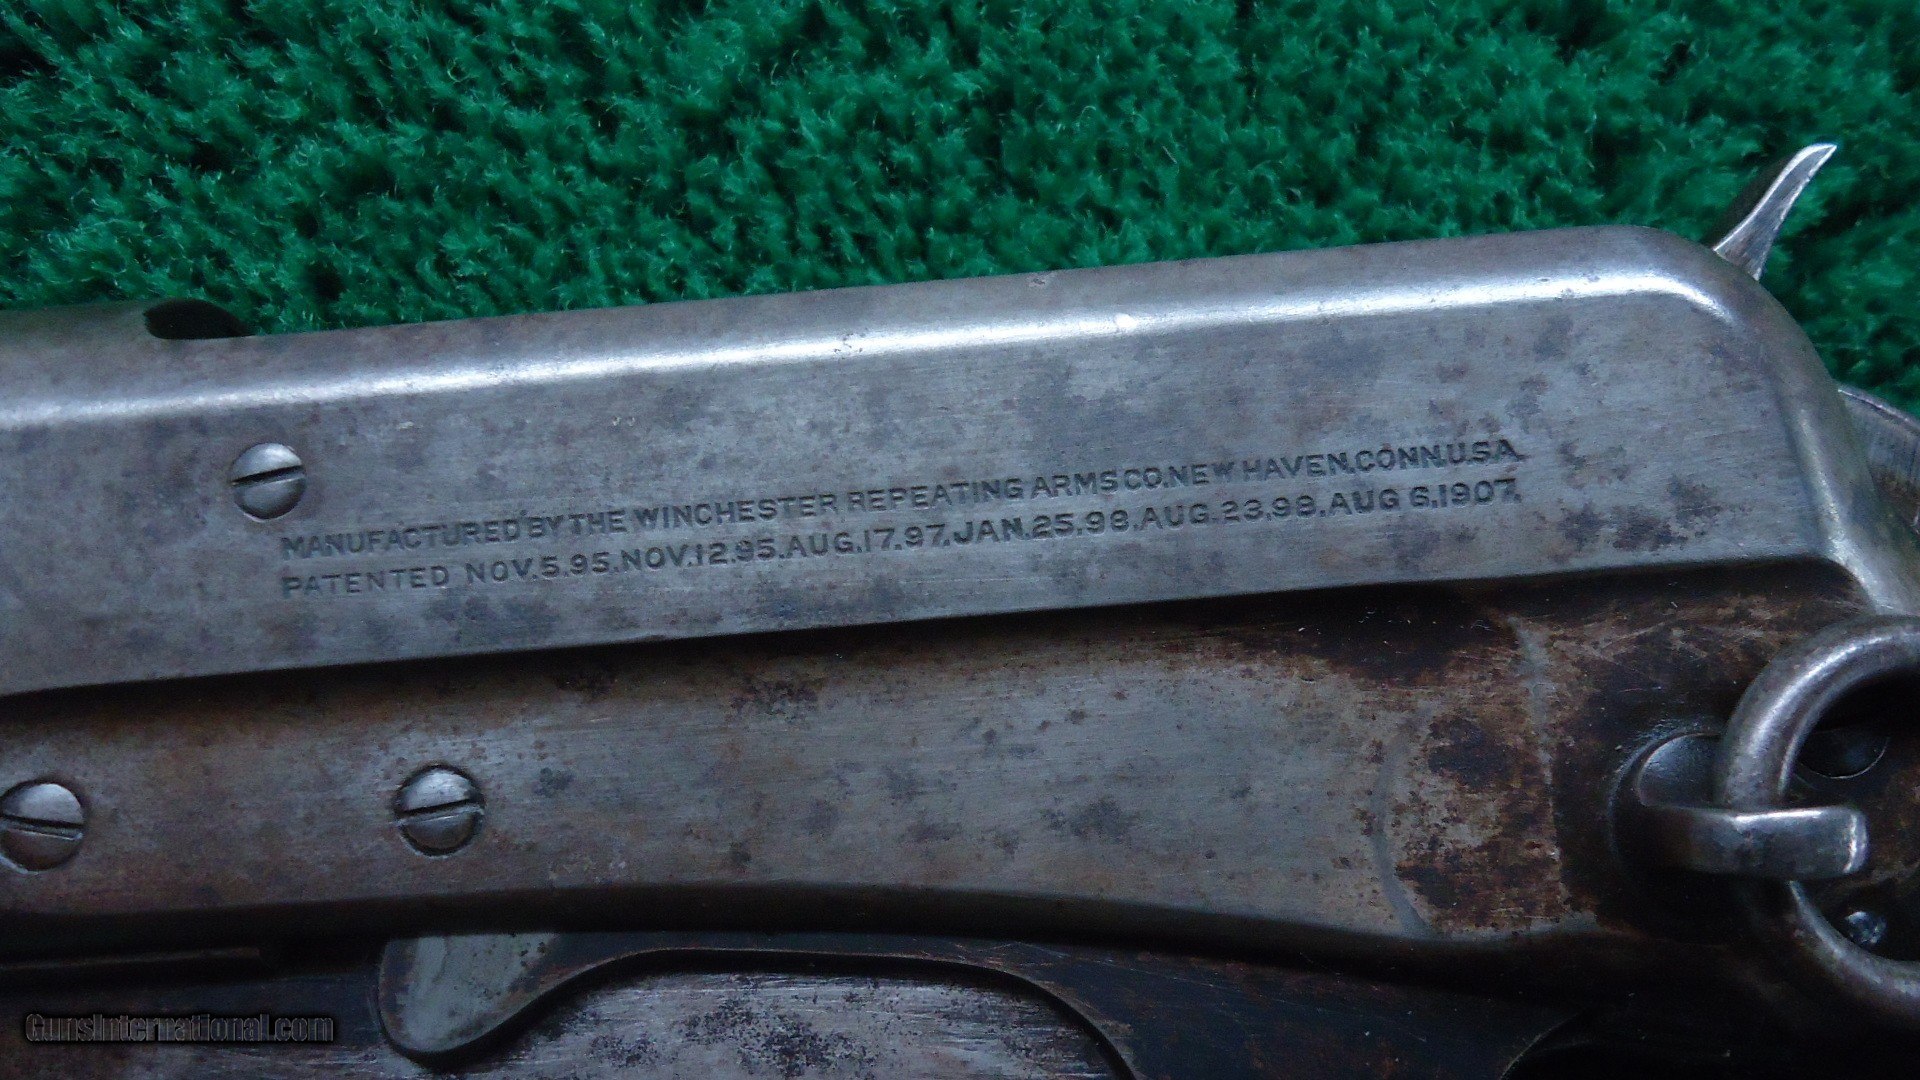 MANUFACTURED BY THE WINCHESTER REPEATING ARMS CO. NEW HAVEN. CONN. U.S.A.
PATENTED NOV. 5. 95. NOV. 12. 95. AUG. 17. 97. JAN. 25. 98. AUG. 23. 98. AUG 6. 1907.
GunsInternational.com